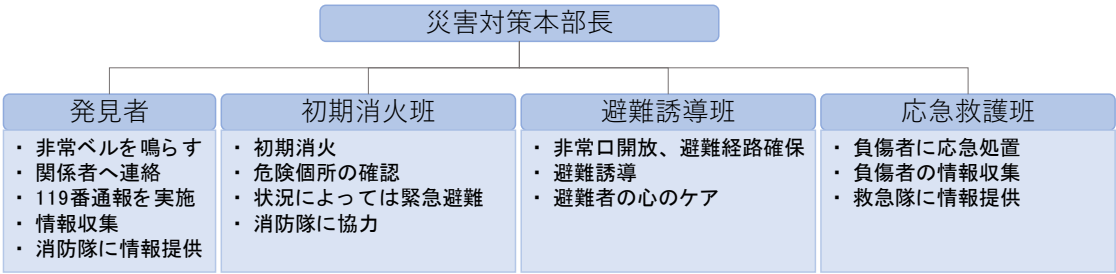 災害対策本部長
発見者
・ 非常ベルを鳴らす
・ 関係者へ連絡
・ 119番通報を実施
・ 情報収集
・ 消防隊に情報提供
初期消火班
・ 初期消火
・ 危険個所の確認
・ 状況によっては緊急避難
・ 消防隊に協力
避難誘導班
・ 非常口開放、避難経路確保
・ 避難誘導
・ 避難者の心のケア
応急救護班
・ 負傷者に応急処置
・ 負傷者の情報収集
・ 救急隊に情報提供